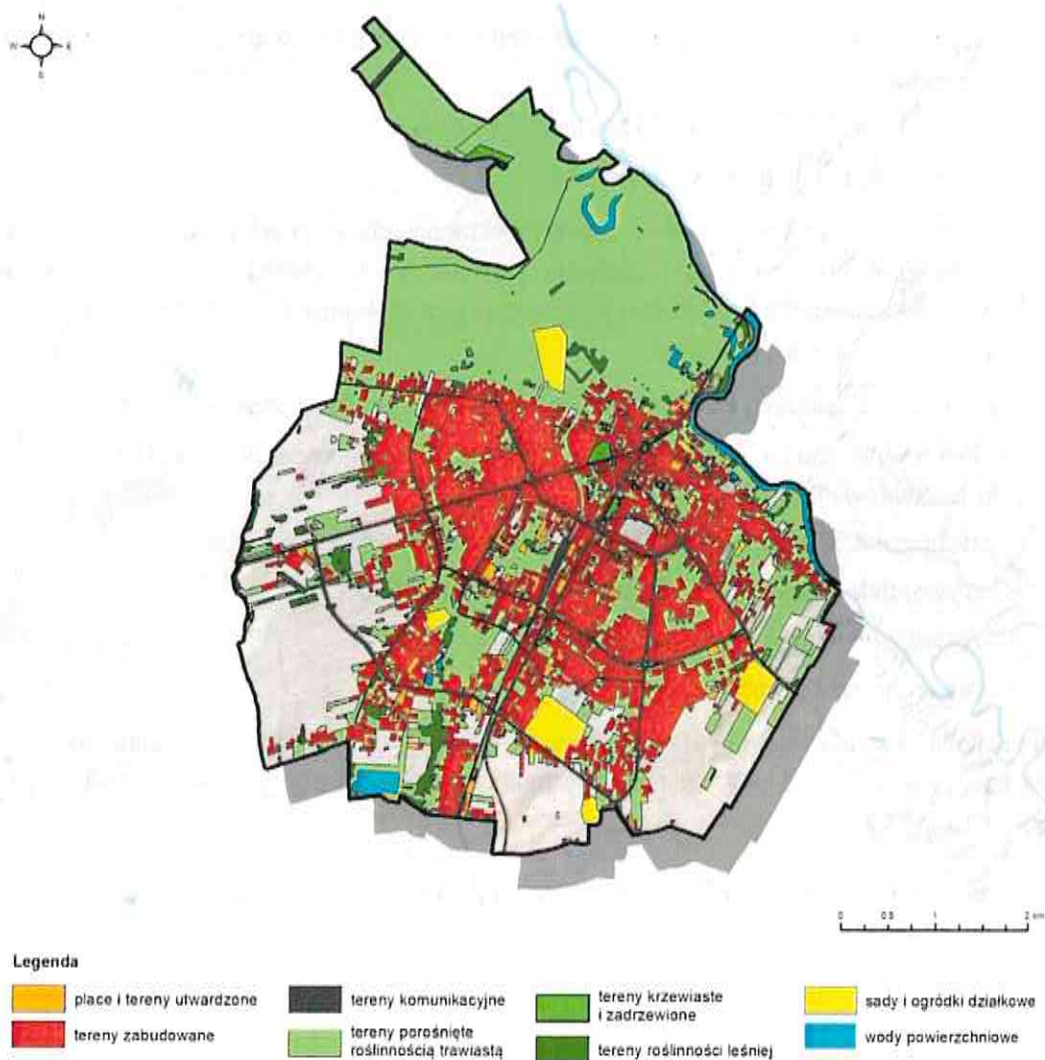 N
W E
S
0 0.5 1 2 km
Legenda
place i tereny utwardzone
tereny zabudowane
tereny komunikacyjne
tereny porośnięte
roślinnością trawiastą
tereny krzewiaste
i zadrzewione
tereny roślinności leśniej
sady i ogródki działkowe
wody powierzchniowe